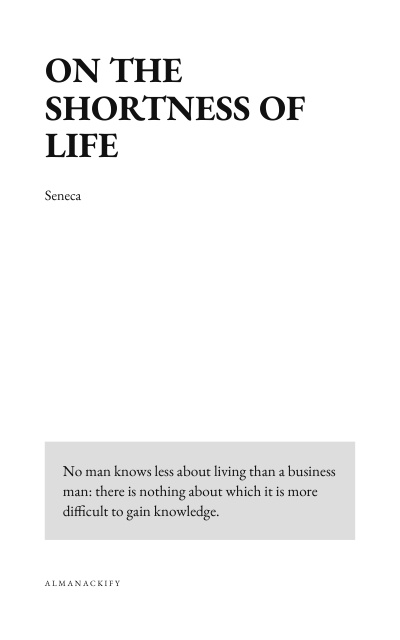 ON THE
SHORTNESS OF
LIFE
Seneca
No man knows less about living than a business
man: there is nothing about which it is more
difficult to gain knowledge.
ALMANACKIFY